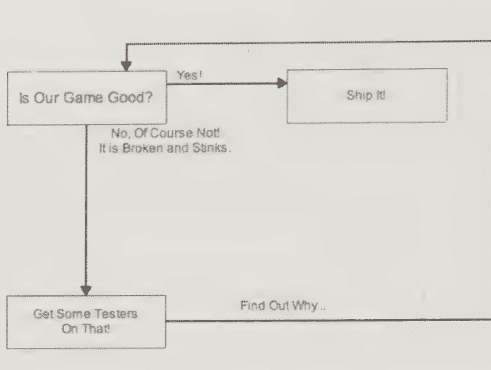 Is Our Game Good?
Yes!
Ship It!
No, Of Course Not!
It is Broken and Stinks.
Get Some Testers
On That!
Find Out Why...